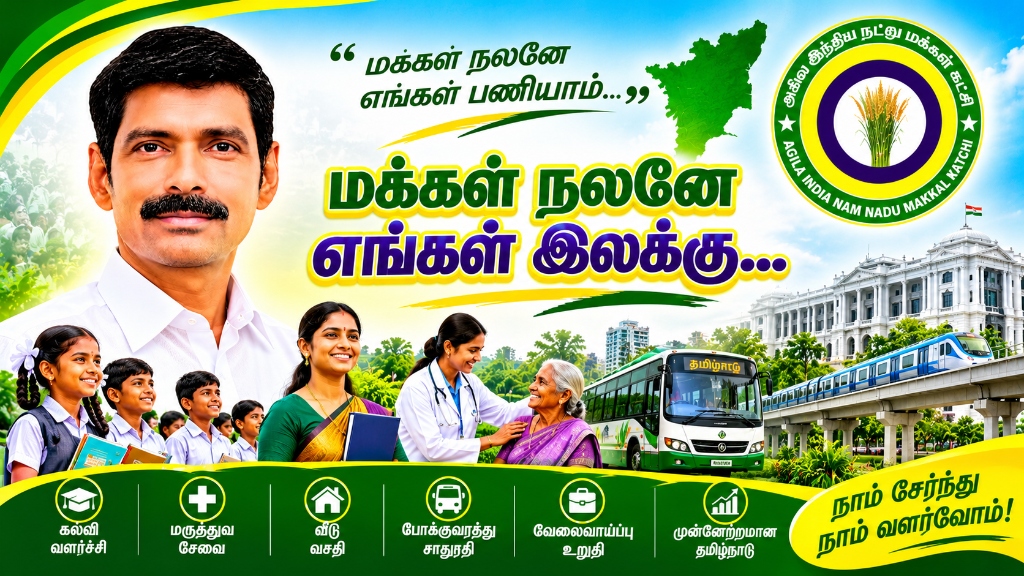 “ மக்கள் நலனே
எங்கள் பணியாம்... ”
மக்கள் நலனே
எங்கள் இலக்கு...
அகில இந்திய நட்னு மக்கள் கட்சி
AGILA INDIA NAM NADU MAKKAL KATCHI
தமிழ்நாடு
கல்வி
வளர்ச்சி
மருத்துவ
சேவை
வீடு
வசதி
போக்குவரத்து
சாதுரதி
வேலைவாய்ப்பு
உறுதி
முன்னேற்றமான
தமிழ்நாடு
நாம் சேர்ந்து
நாம் வளர்வோம்!